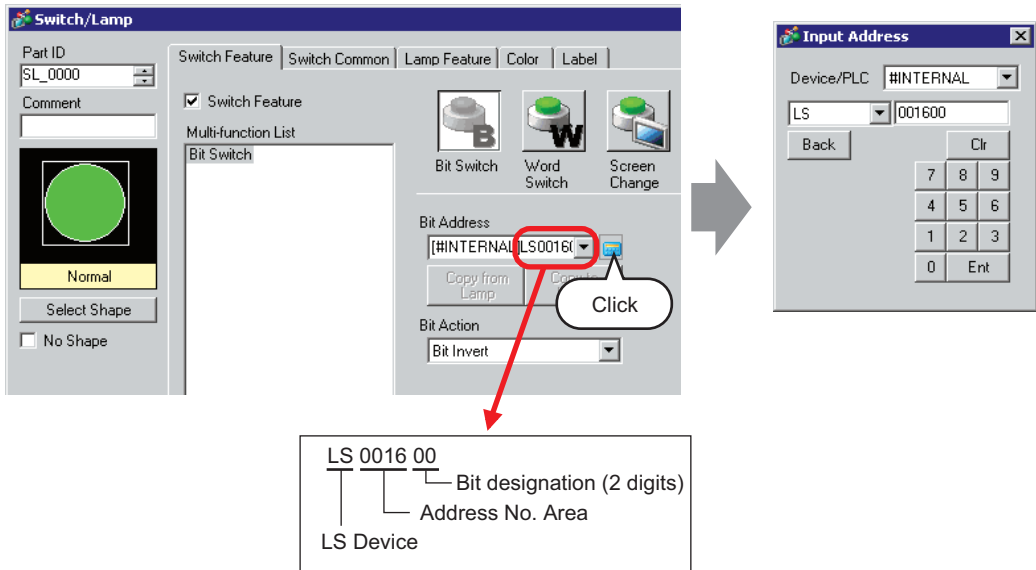 Switch/Lamp
Part ID
SL_0000
Comment
Normal
Select Shape
No Shape
Switch Feature
Switch Common
Lamp Feature
Color
Label
Switch Feature
Multi-function List
Bit Switch
Bit Switch
Word Switch
Screen Change
Bit Address
[#INTERNAL]LS0016(
Copy from Lamp
Click
Bit Action
Bit Invert
Input Address
Device/PLC
#INTERNAL
LS
001600
Back
Clr
7 8 9
4 5 6
1 2 3
0 Ent
LS 0016 00
Bit designation (2 digits)
Address No. Area
LS Device